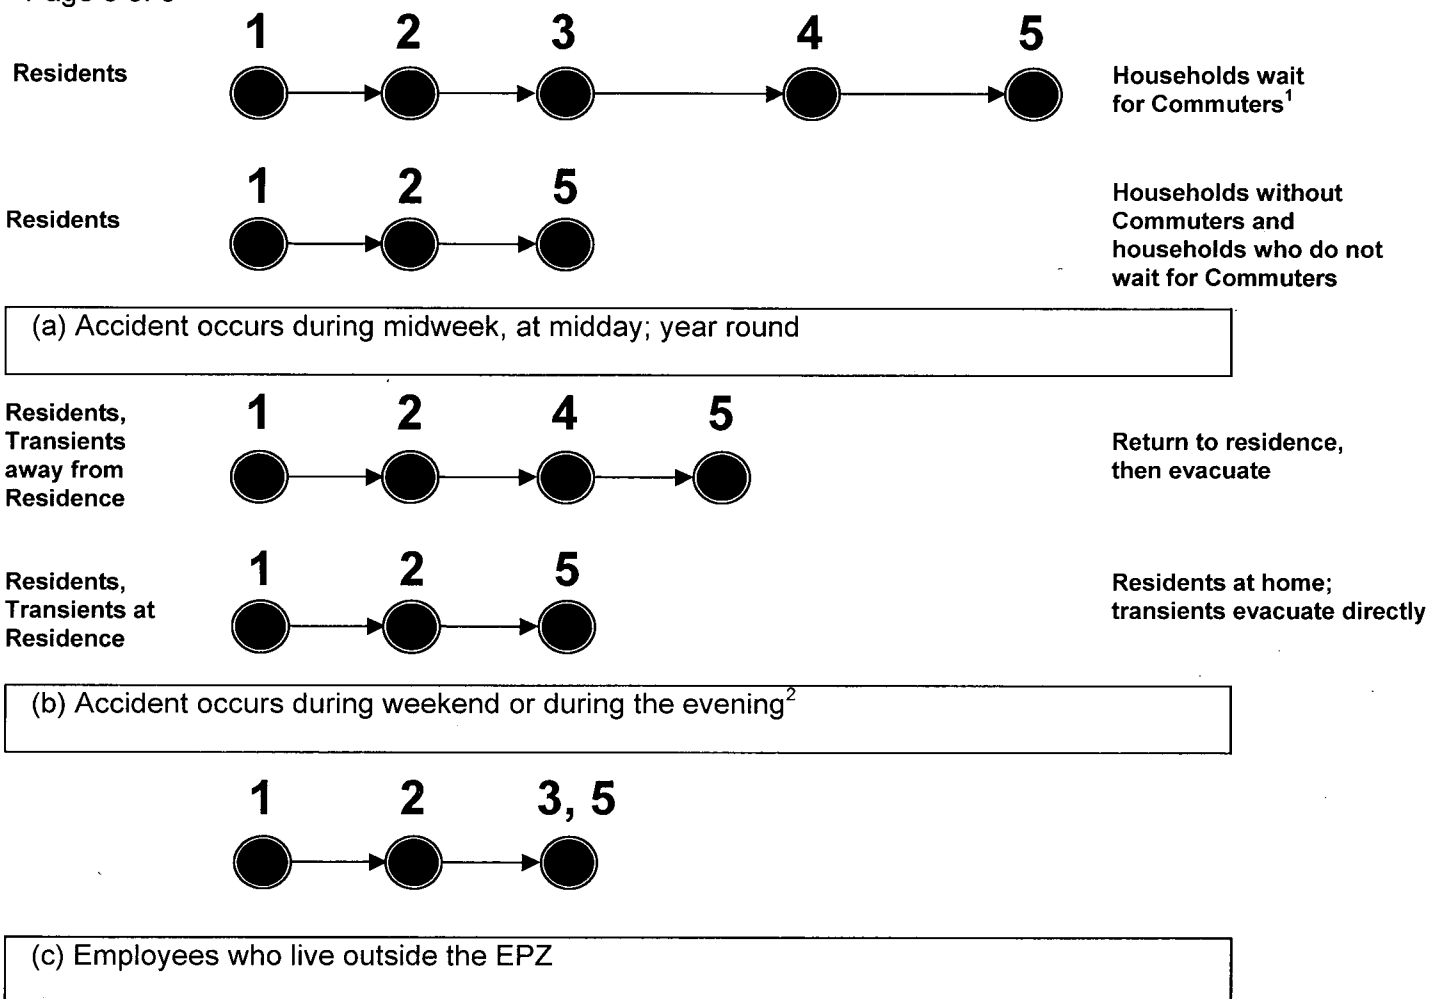 1 2 3 4 5
Residents
Households wait
for Commuters¹
1 2 5
Residents
Households without
Commuters and
households who do not
wait for Commuters
(a) Accident occurs during midweek, at midday; year round
1 2 4 5
Residents,
Transients
away from
Residence
Return to residence,
then evacuate
1 2 5
Residents,
Transients at
Residence
Residents at home;
transients evacuate directly
(b) Accident occurs during weekend or during the evening²
1 2 3, 5
(c) Employees who live outside the EPZ